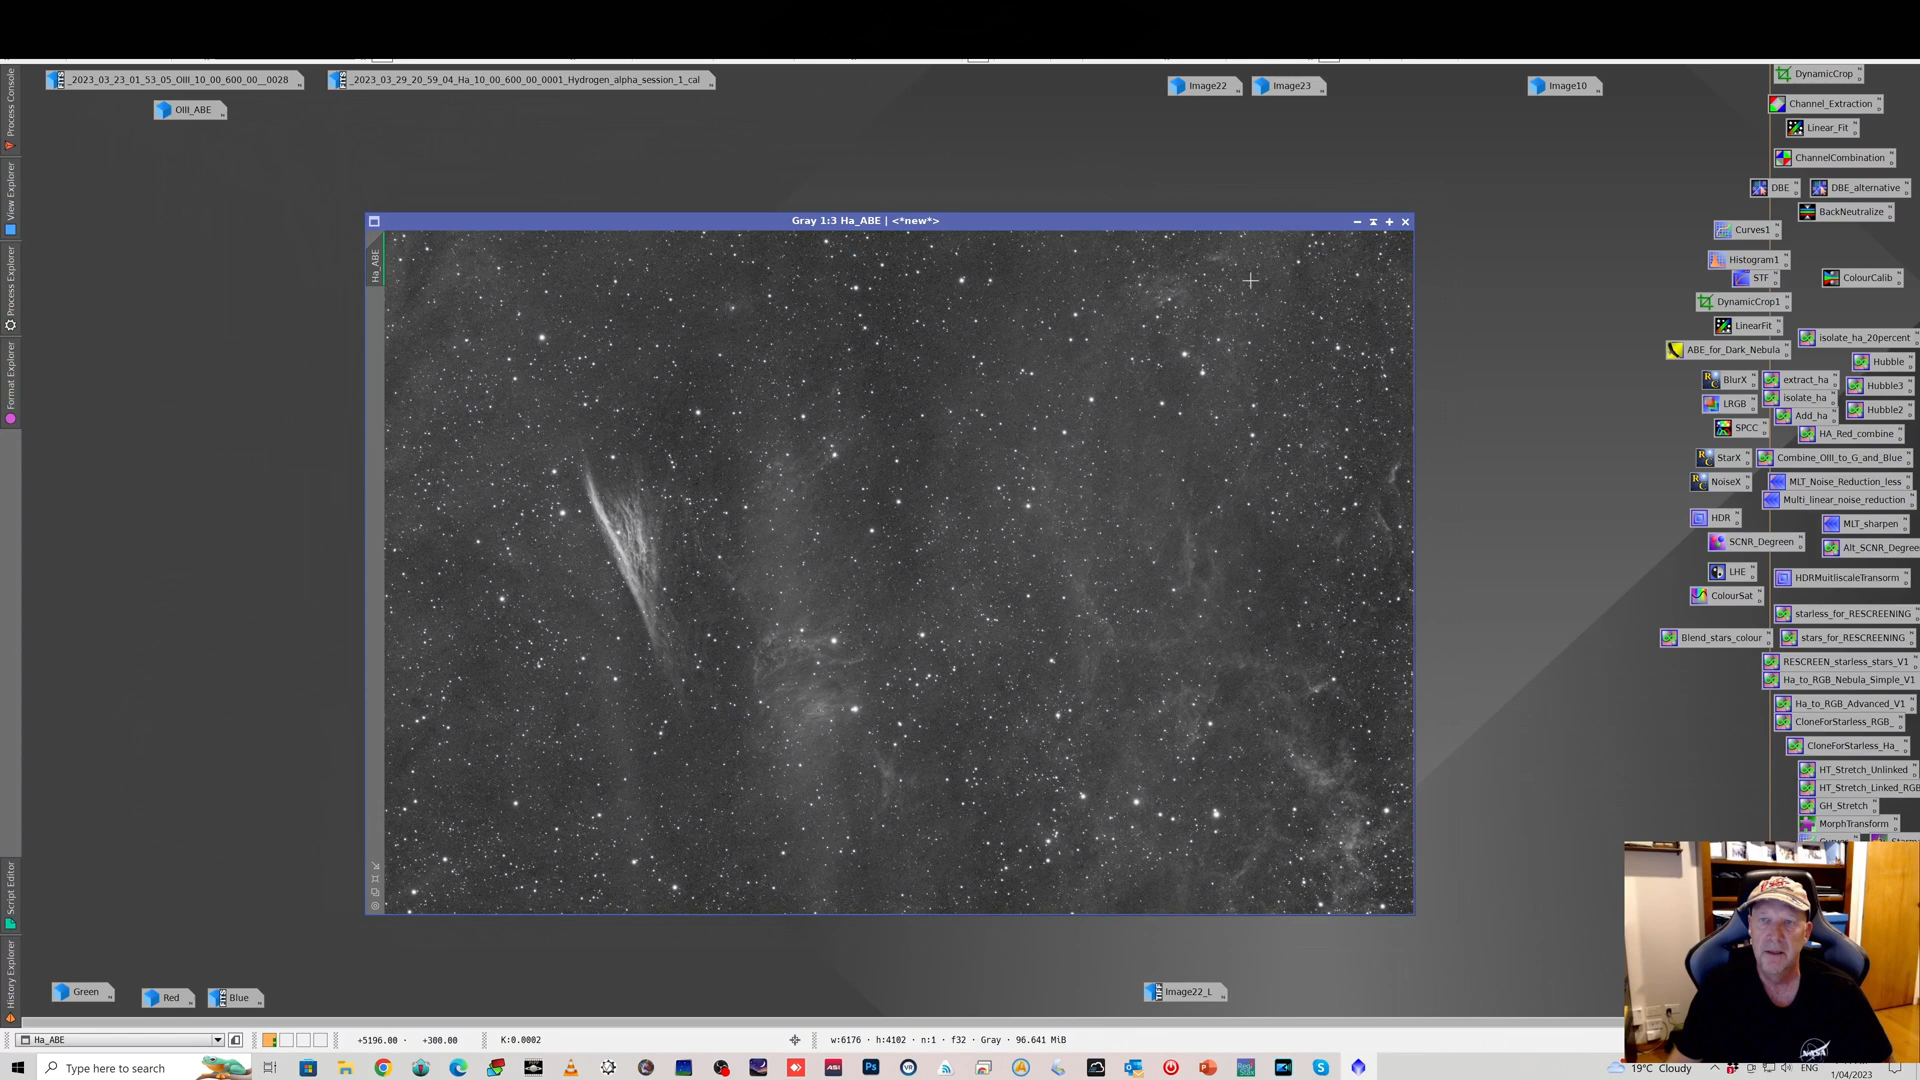 _2023_03_23_01_53_05_OIII_10_00_600_00__0028
_2023_03_29_20_59_04_Ha_10_00_600_00_0001_Hydrogen_alpha_session_1_cal
OIII_ABE
Image22
Image23
Image10
Process Console
View Explorer
Process Explorer
Format Explorer
Script Editor
History Explorer
Gray 1:3 Ha_ABE | <*new*>
Ha_ABE
DynamicCrop
Channel_Extraction
Linear_Fit
ChannelCombination
DBE
DBE_alternative
BackNeutralize
Curves1
Histogram1
STF
ColourCalib
DynamicCrop1
LinearFit
isolate_ha_20percent
ABE_for_Dark_Nebula
Hubble
BlurX
extract_ha
Hubble3
isolate_ha
LRGB
Hubble2
Add_ha
SPCC
HA_Red_combine
StarX
Combine_OIII_to_G_and_Blue
NoiseX
MLT_Noise_Reduction_less
Multi_linear_noise_reduction
HDR
MLT_sharpen
SCNR_Degreen
Alt_SCNR_Degree
LHE
HDRMuitliscaleTransorm
ColourSat
starless_for_RESCREENING
Blend_stars_colour
stars_for_RESCREENING
RESCREEN_starless_stars_V1
Ha_to_RGB_Nebula_Simple_V1
Ha_to_RGB_Advanced_V1
CloneForStarless_RGB_
CloneForStarless_Ha_
HT_Stretch_Unlinked
HT_Stretch_Linked_RGB
GH_Stretch
MorphTransform
Green
Red
Blue
Image22_L
Ha_ABE
+5196.00 · +300.00
K:0.0002
w:6176 · h:4102 · n:1 · f32 · Gray · 96.641 MiB
Type here to search
19°C Cloudy
ENG
1/04/2023
NASA